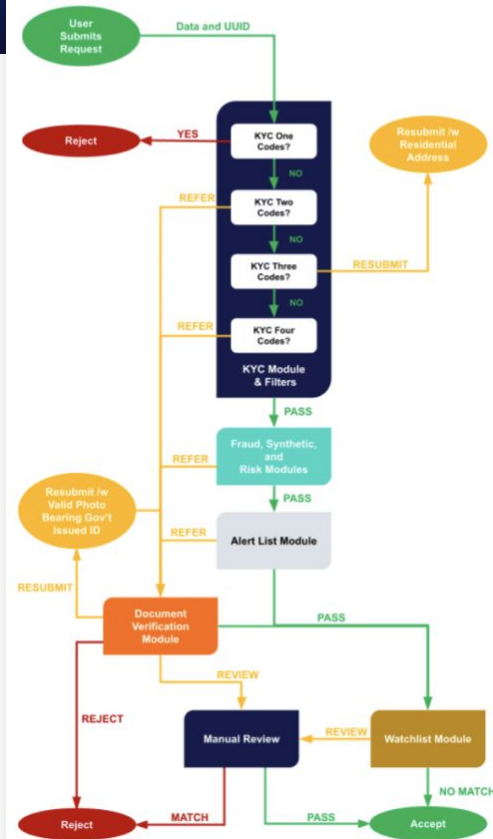 User
Submits
Request
Data and UUID
Reject
YES
KYC One
Codes?
Resubmit /w
Residential
Address
NO
REFER
KYC Two
Codes?
NO
KYC Three
Codes?
RESUBMIT
NO
REFER
KYC Four
Codes?
KYC Module
& Filters
PASS
Fraud, Synthetic,
and
Risk Modules
REFER
PASS
Resubmit /w
Valid Photo
Bearing Gov't
Issued ID
REFER
Alert List Module
RESUBMIT
Document
Verification
Module
PASS
REVIEW
REJECT
Manual Review
REVIEW
Watchlist Module
NO MATCH
Reject
MATCH
PASS
Accept